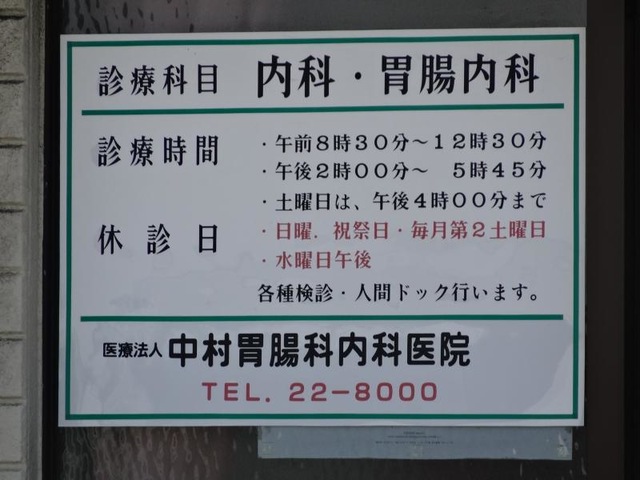 診療科目 内科・胃腸内科
診療時間 ・午前8時30分〜12時30分
・午後2時00分〜 5時45分
・土曜日は、午後4時00分まで
休診日 ・日曜．祝祭日・毎月第2土曜日
・水曜日午後
各種検診・人間ドック行います。
医療法人 中村胃腸科内科医院
TEL. 22-8000